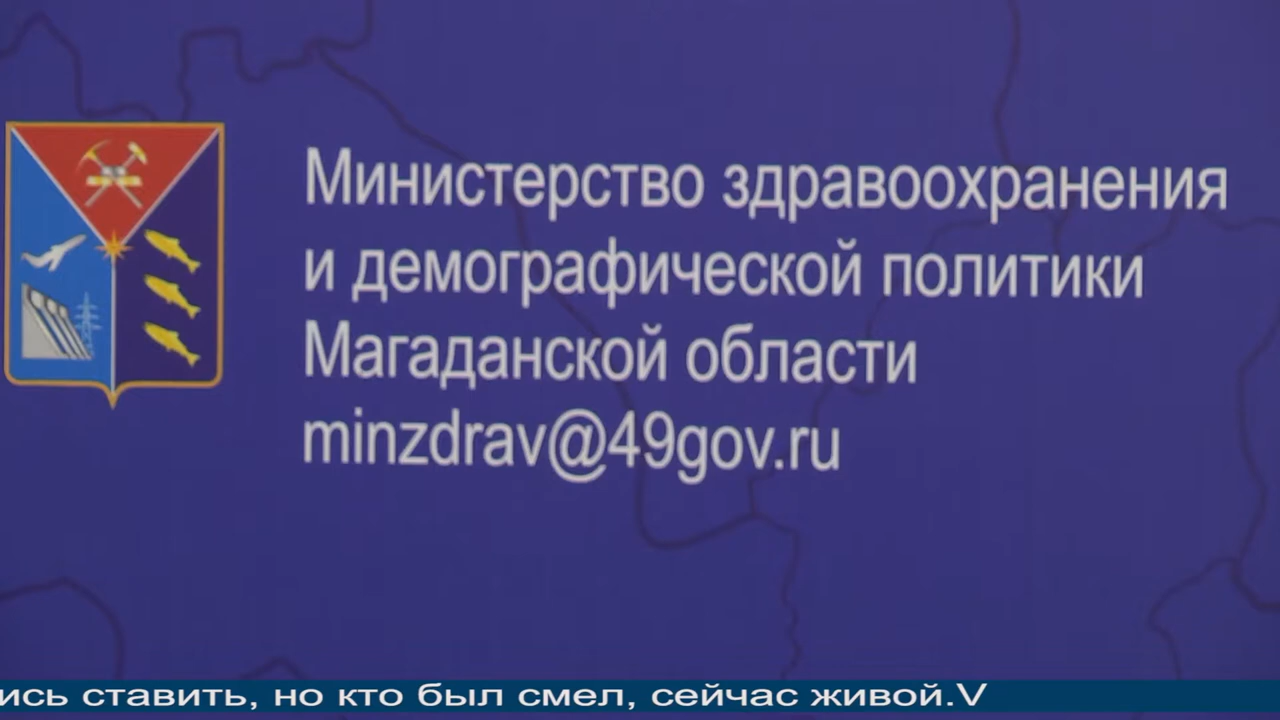 Министерство здравоохранения
и демографической политики
Магаданской области
minzdrav@49gov.ru
ись ставить, но кто был смел, сейчас живой.V